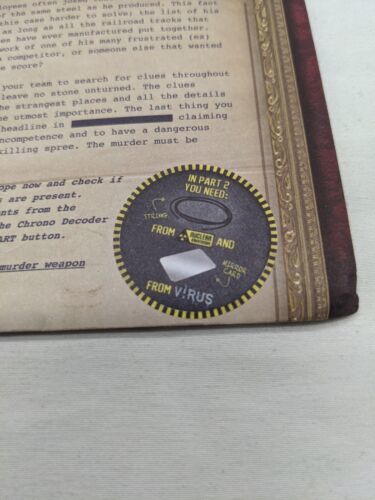 oyees often joked
of the same steel as he produced. This fact
this case harder to solve; the list of his
as long as all the railroad tracks that
es have ever manufactured put together.
work of one of his many frustrated (ex)
a competitor, or someone else that wanted
e score?
your team to search for clues throughout
leave no stone unturned. The clues
the strangest places and all the details
utmost importance. The last thing you
headline in claiming
ncompetence and to have a dangerous
illing spree. The murder must be
ope now and check if
s are present.
nts from the
he Chrono Decoder
ART button.
murder weapon
IN PART 2
YOU NEED:
STRING
FROM NUCLEAR AND
MIRROR
CARD
FROM V!RUS